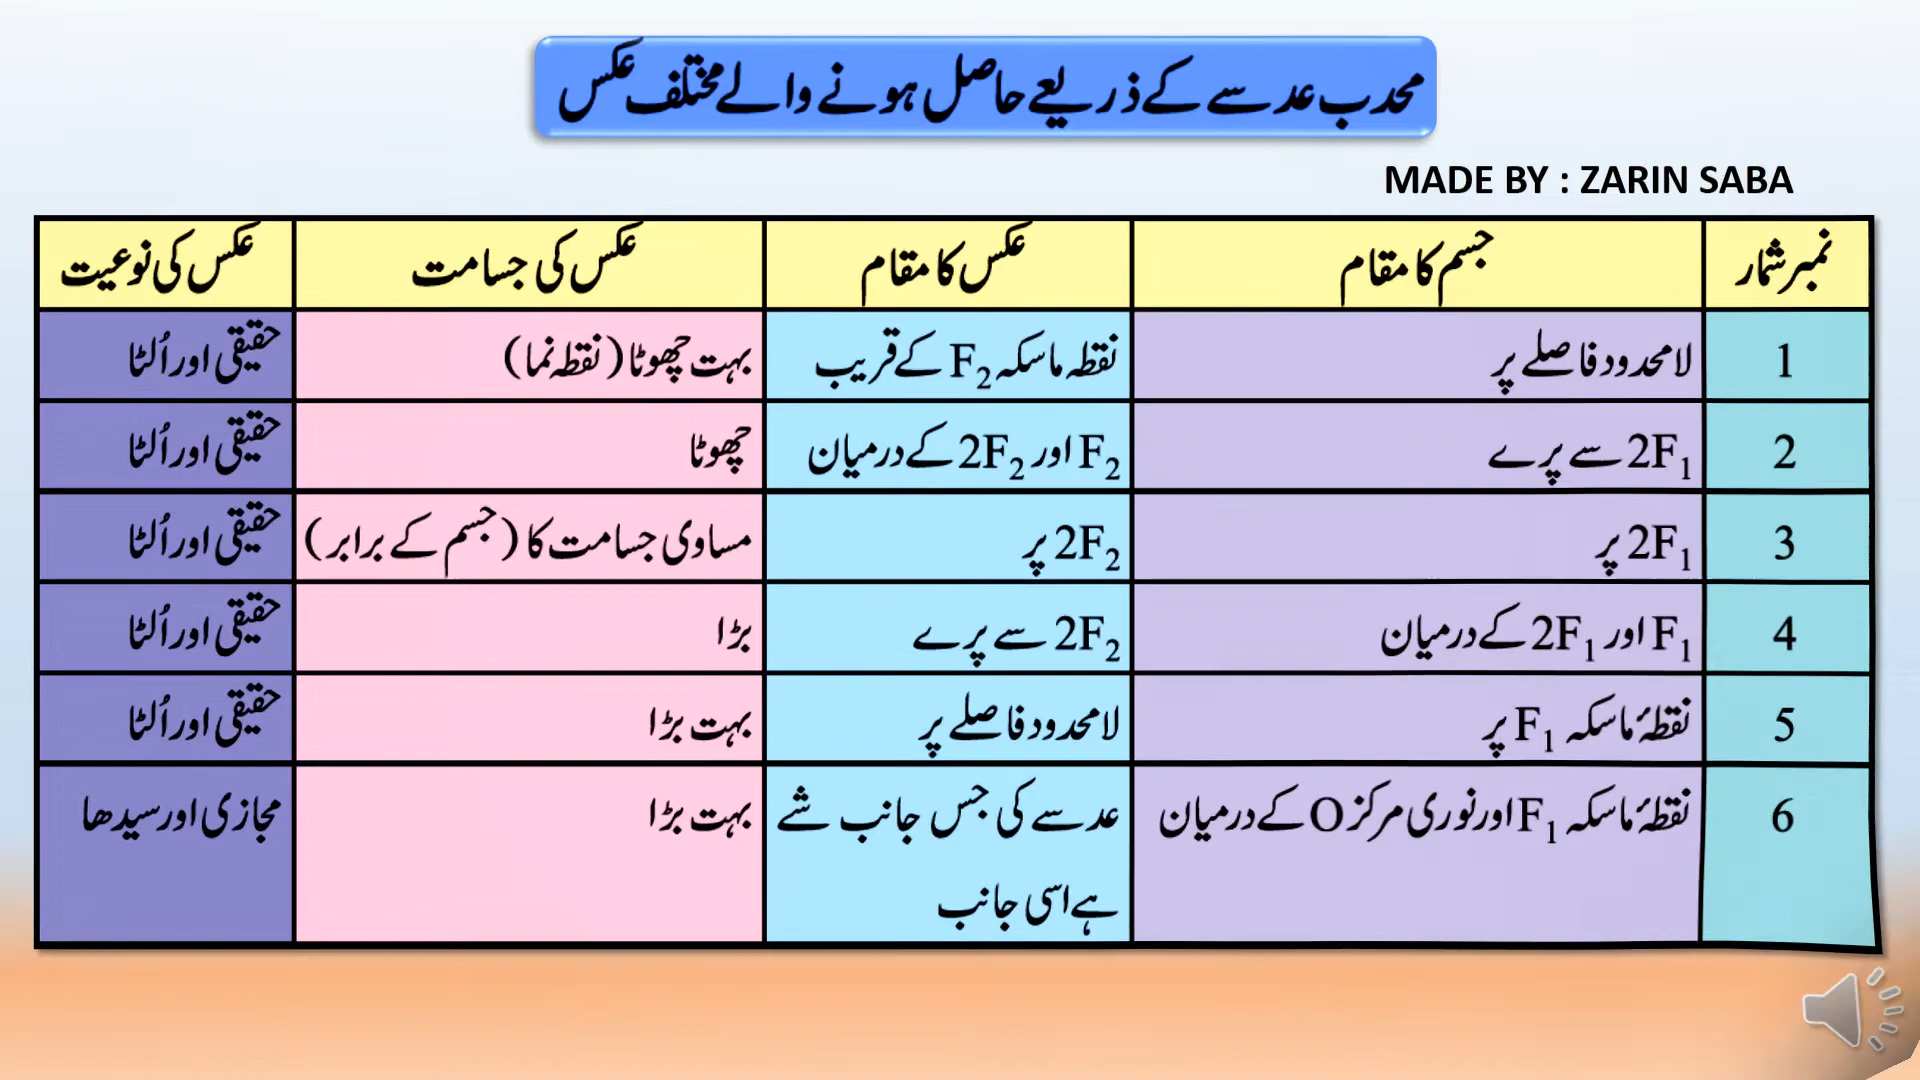 محدب عدسے کے ذریعے حاصل ہونے والے مختلف عکس
MADE BY : ZARIN SABA
نمبر شمار جسم کا مقام عکس کا مقام عکس کی جسامت عکس کی نوعیت
1 لامحدود فاصلے پر نقطہ ماسکہ F₂ کے قریب بہت چھوٹا (نقطہ نما) حقیقی اور اُلٹا
2 2F₁ سے پرے F₂ اور 2F₂ کے درمیان چھوٹا حقیقی اور اُلٹا
3 2F₁ پر 2F₂ پر مساوی جسامت کا (جسم کے برابر) حقیقی اور اُلٹا
4 F₁ اور 2F₁ کے درمیان 2F₂ سے پرے بڑا حقیقی اور اُلٹا
5 نقطۂ ماسکہ F₁ پر لامحدود فاصلے پر بہت بڑا حقیقی اور اُلٹا
6 نقطۂ ماسکہ F₁ اور نوری مرکز O کے درمیان عدسے کی جس جانب شے بہت بڑا مجازی اور سیدھا
ہے اسی جانب